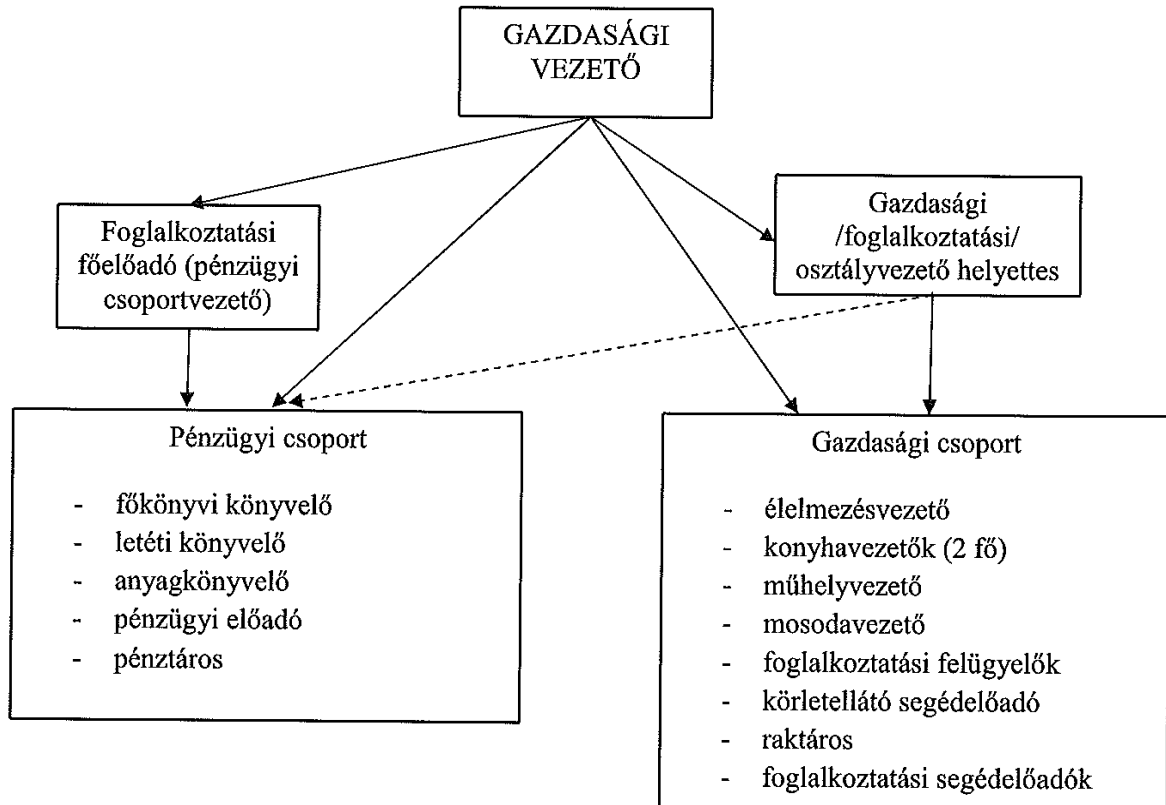 GAZDASÁGI
VEZETŐ
Foglalkoztatási
főelőadó (pénzügyi
csoportvezető)
Gazdasági
/foglalkoztatási/
osztályvezető helyettes
Pénzügyi csoport
- főkönyvi könyvelő
- letéti könyvelő
- anyagkönyvelő
- pénzügyi előadó
- pénztáros
Gazdasági csoport
- élelmezésvezető
- konyhavezetők (2 fő)
- műhelyvezető
- mosodavezető
- foglalkoztatási felügyelők
- körletellátó segédelőadó
- raktáros
- foglalkoztatási segédelőadók